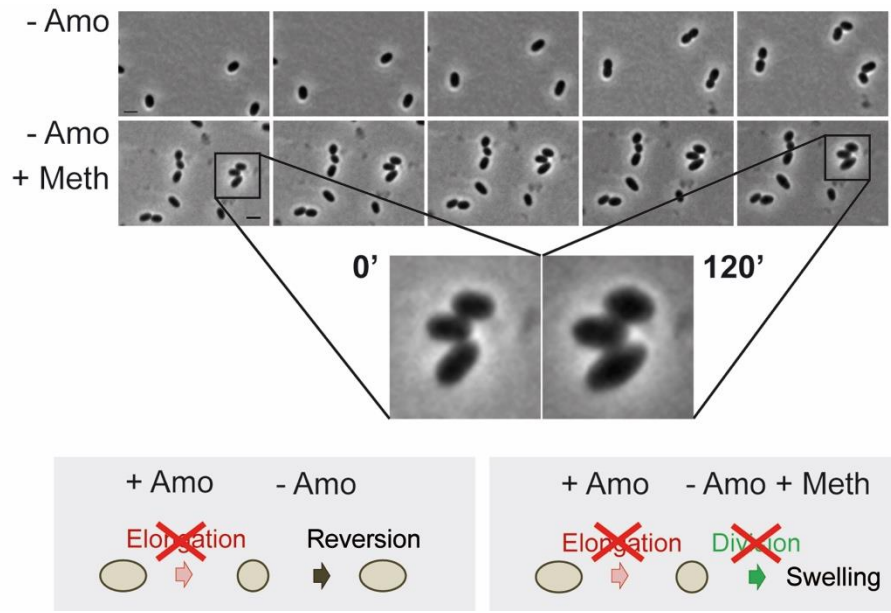 - Amo
- Amo
+ Meth
0'
120'
+ Amo - Amo
Elongation Reversion
+ Amo - Amo + Meth
Elongation Division
Swelling